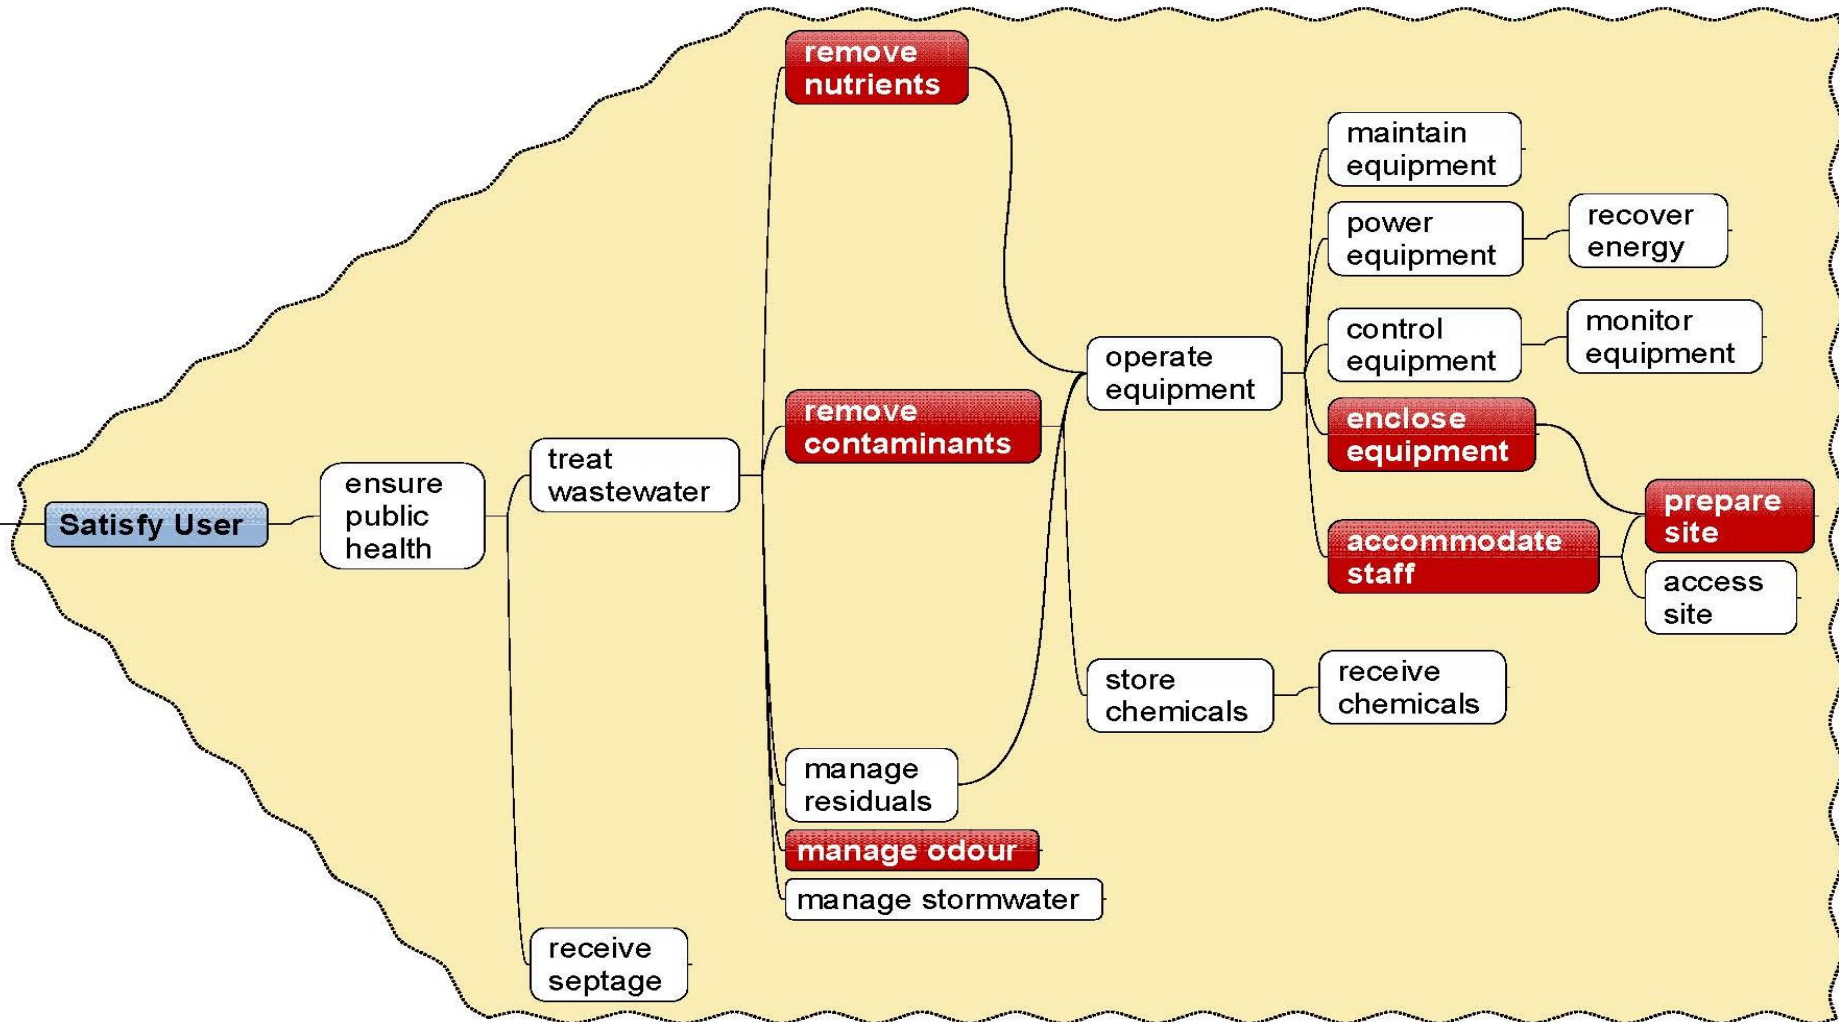 Satisfy User
ensure
public
health
treat
wastewater
receive
septage
remove
nutrients
remove
contaminants
manage
residuals
manage odour
manage stormwater
operate
equipment
store
chemicals
receive
chemicals
maintain
equipment
power
equipment
recover
energy
control
equipment
monitor
equipment
enclose
equipment
accommodate
staff
prepare
site
access
site